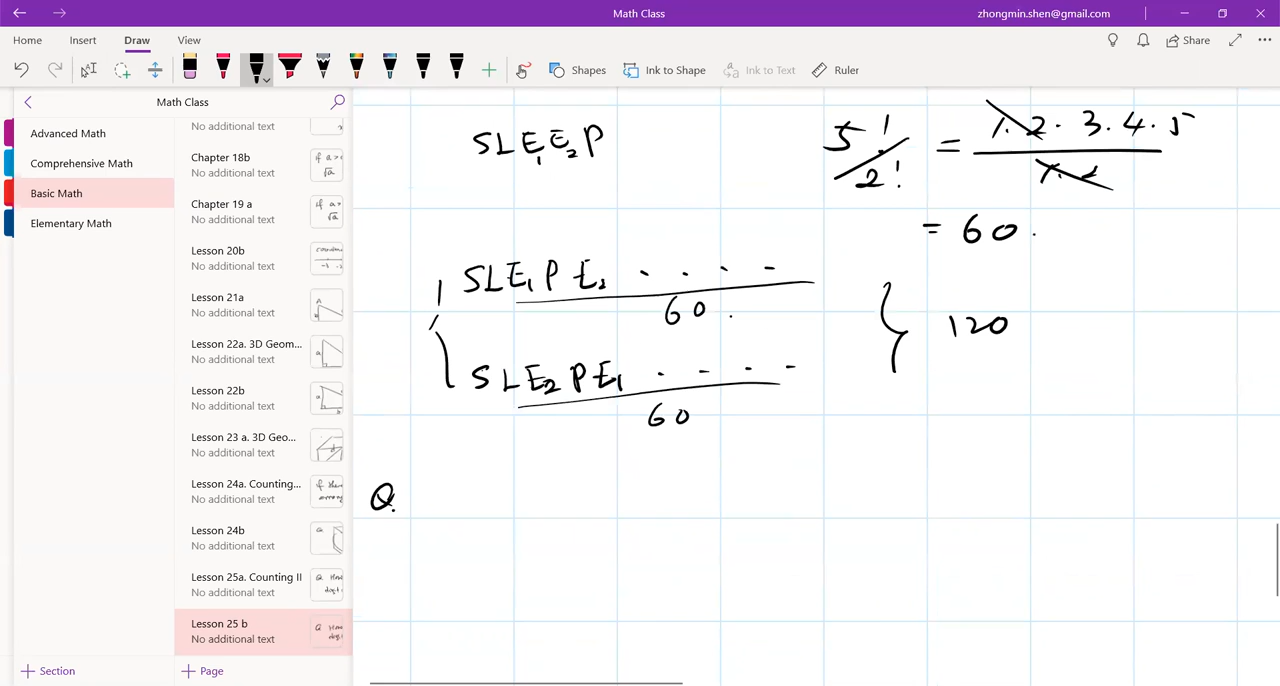 Math Class
zhongmin.shen@gmail.com
Home
Insert
Draw
View
Share
Shapes
Ink to Shape
Ink to Text
Ruler
Math Class
Advanced Math
Comprehensive Math
Basic Math
Elementary Math
No additional text
Chapter 18b
No additional text
Chapter 19 a
No additional text
Lesson 20b
No additional text
Lesson 21a
No additional text
Lesson 22a. 3D Geom...
No additional text
Lesson 22b
No additional text
Lesson 23 a. 3D Geo...
No additional text
Lesson 24a. Counting...
No additional text
Lesson 24b
No additional text
Lesson 25a. Counting II
No additional text
Lesson 25 b
No additional text
Section
Page
SLE₁E₂P
5!/2! = 1·2·3·4·5/1·2
= 60.
SLE₁PE₂ ....
60.
SLE₂PE₁ ....
60
120
Q.